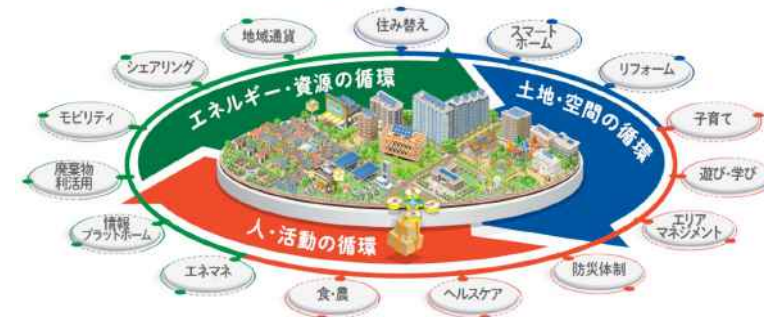 住み替え
地域通貨
スマート
ホーム
シェアリング
リフォーム
エネルギー・資源の循環
土地・空間の循環
モビリティ
子育て
廃棄物
利活用
遊び・学び
情報
プラットホーム
エリア
マネジメント
人・活動の循環
エネマネ
防災体制
食・農
ヘルスケア